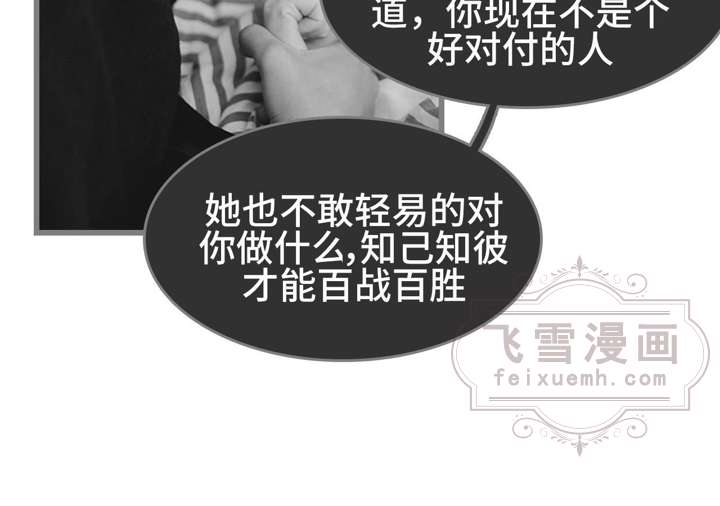 道，你现在不是个
好对付的人
她也不敢轻易的对
你做什么,知己知彼
才能百战百胜
飞雪漫画
feixuemh.com